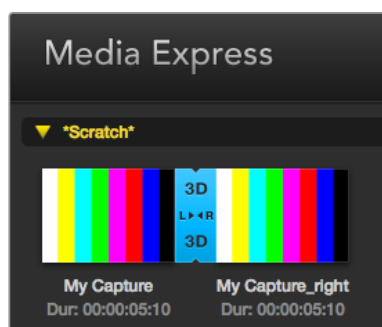 Media Express
*Scratch*
3D
L R
3D
My Capture My Capture_right
Dur: 00:00:05:10 Dur: 00:00:05:10